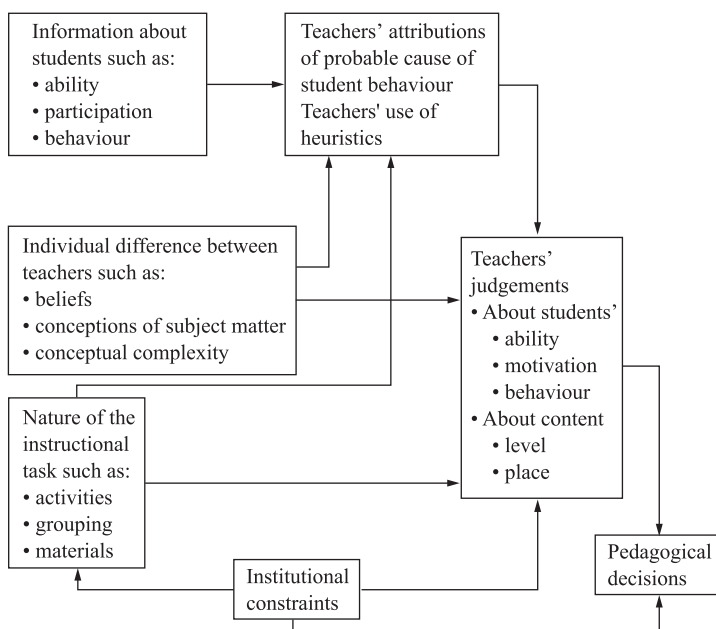 Information about
students such as:
• ability
• participation
• behaviour
Teachers’ attributions
of probable cause of
student behaviour
Teachers' use of
heuristics
Individual difference between
teachers such as:
• beliefs
• conceptions of subject matter
• conceptual complexity
Teachers’
judgements
• About students’
• ability
• motivation
• behaviour
• About content
• level
• place
Nature of the
instructional
task such as:
• activities
• grouping
• materials
Institutional
constraints
Pedagogical
decisions